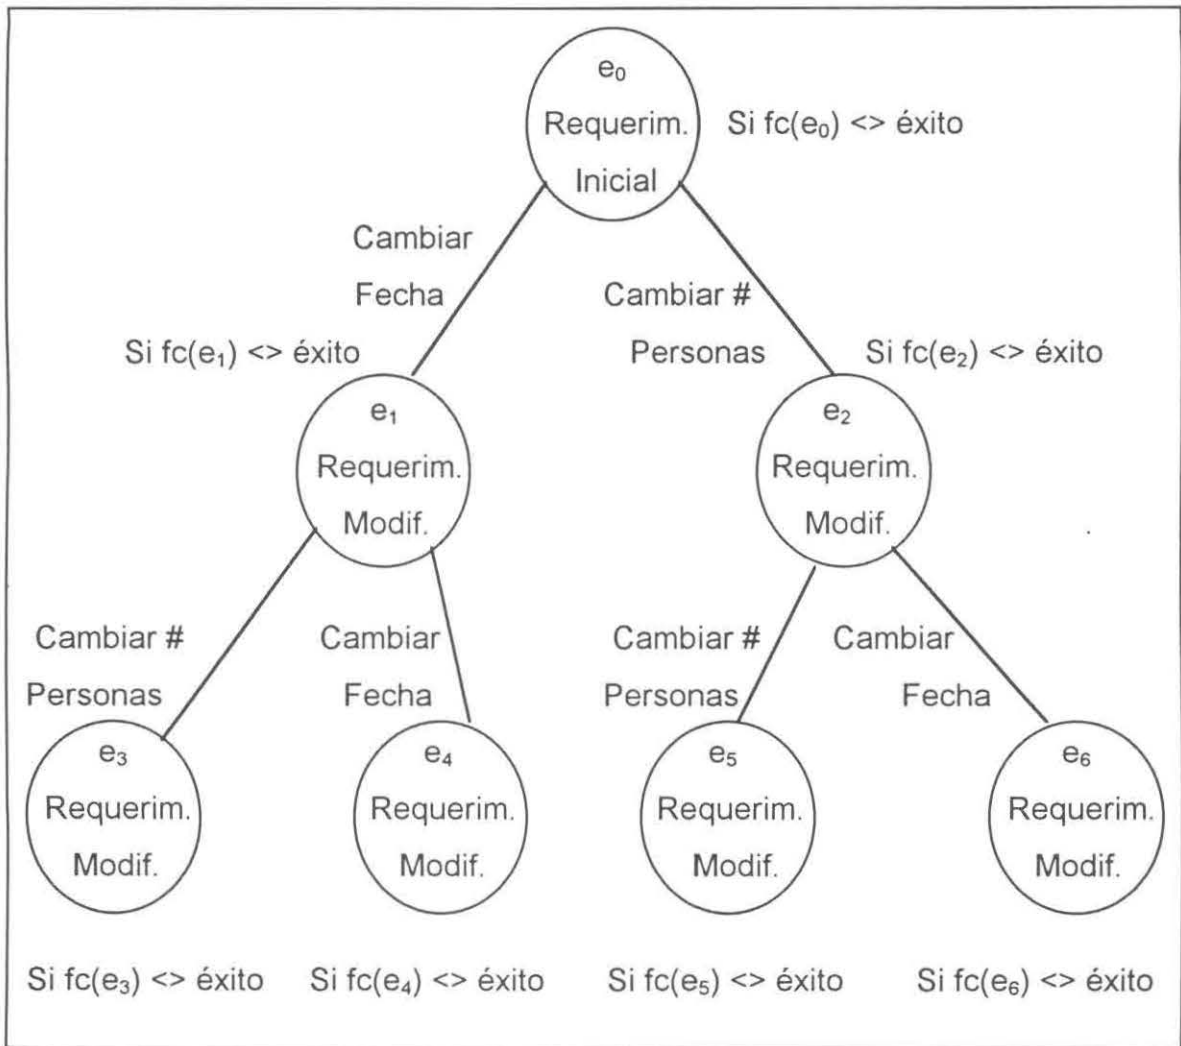 e₀
Requerim. Si fc(e₀) <> éxito
Inicial
Cambiar
Fecha Cambiar #
Si fc(e₁) <> éxito Personas Si fc(e₂) <> éxito
e₁ e₂
Requerim. Requerim.
Modif. Modif.
Cambiar # Cambiar Cambiar # Cambiar
Personas Fecha Personas Fecha
e₃ e₄ e₅ e₆
Requerim. Requerim. Requerim. Requerim.
Modif. Modif. Modif. Modif.
Si fc(e₃) <> éxito Si fc(e₄) <> éxito Si fc(e₅) <> éxito Si fc(e₆) <> éxito